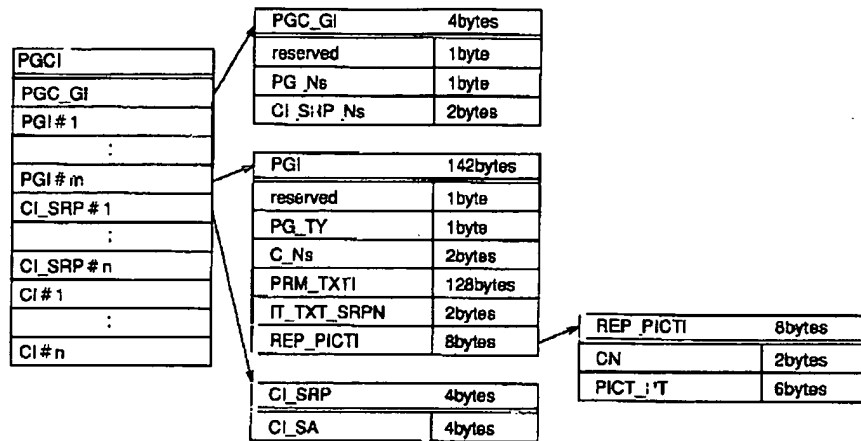 PGCI
PGC_GI
PGI#1
:
PGI#m
CI_SRP#1
:
CI_SRP#n
CI#1
:
CI#n
PGC_GI 4bytes
reserved 1byte
PG_Ns 1byte
CI_SRP_Ns 2bytes
PGI 142bytes
reserved 1byte
PG_TY 1byte
C_Ns 2bytes
PRM_TXTI 128bytes
IT_TXT_SRPN 2bytes
REP_PICTI 8bytes
CI_SRP 4bytes
CI_SA 4bytes
REP_PICTI 8bytes
CN 2bytes
PICT_PT 6bytes